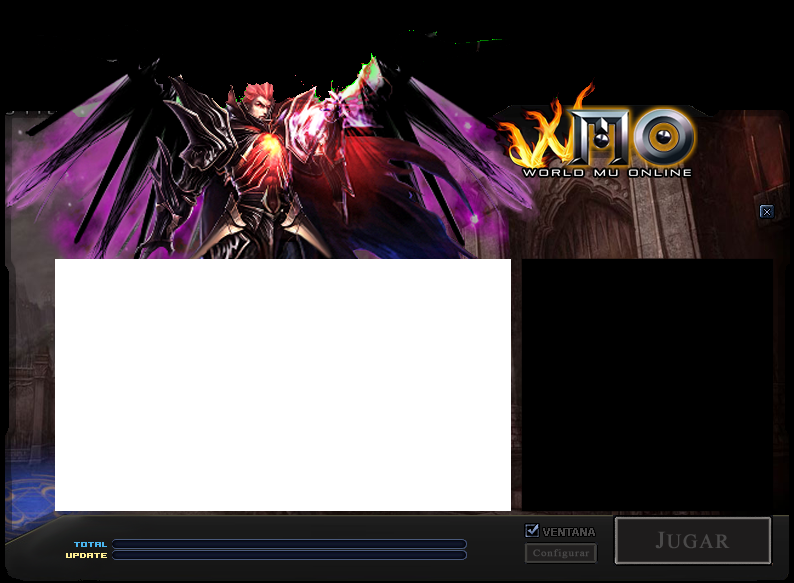 WMO
WORLD MU ONLINE
VENTANA
JUGAR
TOTAL
UPDATE
Configurar